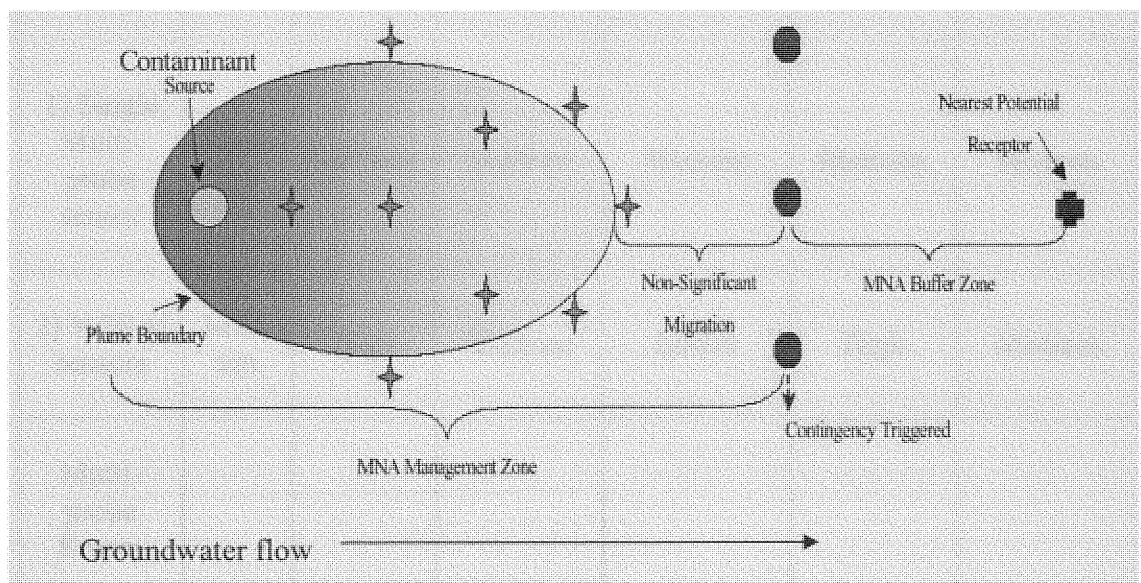 Contaminant
Source
Nearest Potential
Receptor
Non-Significant
Migration
MNA Buffer Zone
Plume Boundary
Contingency Triggered
MNA Management Zone
Groundwater flow